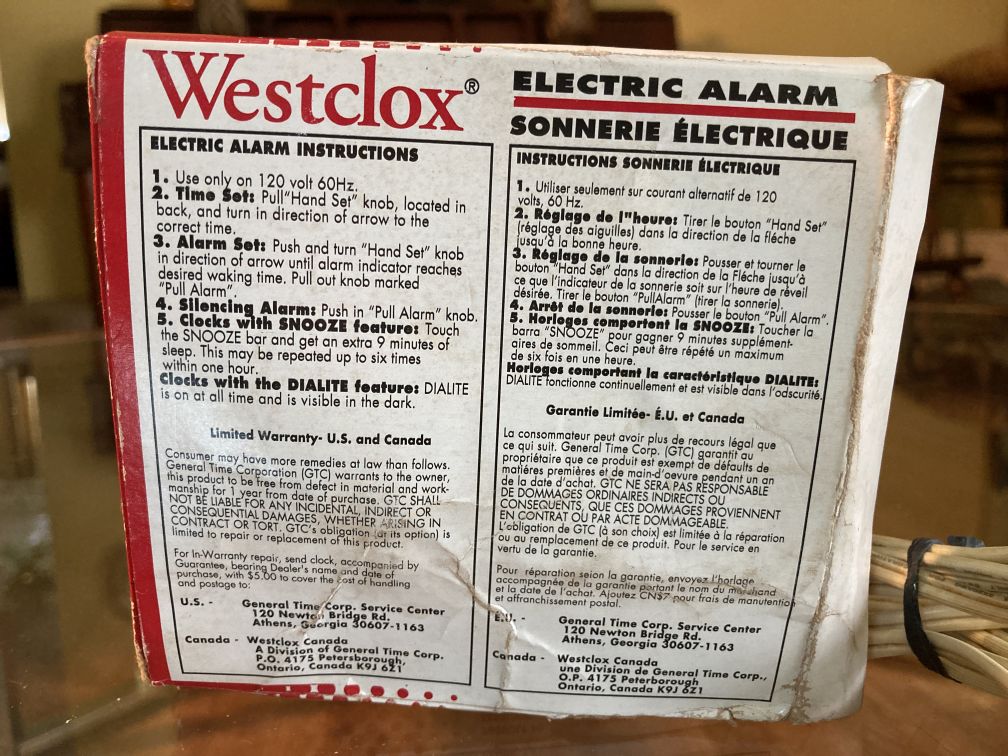 Westclox®
ELECTRIC ALARM
SONNERIE ÉLECTRIQUE
ELECTRIC ALARM INSTRUCTIONS
1. Use only on 120 volt 60Hz.
2. Time Set: Pull"Hand Set" knob, located in
back, and turn in direction of arrow to the
correct time.
3. Alarm Set: Push and turn "Hand Set" knob
in direction of arrow until alarm indicator reaches
desired waking time. Pull out knob marked
"Pull Alarm".
4. Silencing Alarm: Push in "Pull Alarm" knob.
5. Clocks with SNOOZE feature: Touch
the SNOOZE bar and get an extra 9 minutes of
sleep. This may be repeated up to six times
within one hour.
Clocks with the DIALITE feature: DIALITE
is on at all time and is visible in the dark.
Limited Warranty- U.S. and Canada
Consumer may have more remedies at law than follows.
General Time Corporation (GTC) warrants to the owner,
this product to be free from defect in material and work-
manship for 1 year from date of purchase. GTC SHALL
NOT BE LIABLE FOR ANY INCIDENTAL, INDIRECT OR
CONSEQUENTIAL DAMAGES, WHETHER ARISING IN
CONTRACT OR TORT. GTC's obligation (at its option) is
limited to repair or replacement of this product.
For In-Warranty repair, send clock, accompanied by
Guarantee, bearing Dealer's name and date of
purchase, with $5.00 to cover the cost of handling
and postage to:
U.S. - General Time Corp. Service Center
120 Newton Bridge Rd.
Athens, Georgia 30607-1163
Canada - Westclox Canada
A Division of General Time Corp.
P.O. 4175 Petersborough,
Ontario, Canada K9J 6Z1
INSTRUCTIONS SONNERIE ÉLECTRIQUE
1. Utiliser seulement sur courant alternatif de 120
volts, 60 Hz.
2. Réglage de l"heure: Tirer le bouton "Hand Set"
(réglage des aiguilles) dans la direction de la fléche
jusqu'à la bonne heure.
3. Réglage de la sonnerie: Pousser et tourner le
bouton "Hand Set" dans la direction de la Fléche jusqu'à
ce que l'indicateur de la sonnerie soit sur l'heure de réveil
désirée. Tirer le bouton "PullAlarm" (tirer la sonnerie).
4. Arrêt de la sonnerie: Pousser le bouton "Pull Alarm".
5. Horloges comportent la SNOOZE: Toucher la
barra "SNOOZE" pour gagner 9 minutes supplément-
aires de sommeil. Ceci peut être répété un maximum
de six fois en une heure.
Horloges comportant la caractéristique DIALITE:
DIALITE fonctionne continuellement et est visible dans l'odscurité.
Garantie Limitée- É.U. et Canada
La consommateur peut avoir plus de recours légal que
ce qui suit. General Time Corp. (GTC) garantit au
propriétaire que ce produit est exempt de défaults de
matiéres premières et de main-d'oevure pendant un an
de la date d'achat. GTC NE SERA PAS RESPONSABLE
DE DOMMAGES ORDINAIRES INDIRECTS OU
CONSEQUENTS, QUE CES DOMMAGES PROVIENNENT
EN CONTRAT OU PAR ACTE DOMMAGEABLE.
L'obligation de GTC (à son choix) est limitée à la réparation
ou au remplacement de ce produit. Pour le service en
vertu de la garantie.
Pour réparation seion la garantie, envoyez l'horlage
accompagnée de la garantie portant le nom du marchand
et la date de l'achat. Ajoutez CN$7 pour frais de manutention
et affranchissement postal.
É.U. - General Time Corp. Service Center
120 Newton Bridge Rd.
Athens, Georgia 30607-1163
Canada - Westclox Canada
une Division de General Time Corp.,
O.P. 4175 Peterborough
Ontario, Canada K9J 6Z1